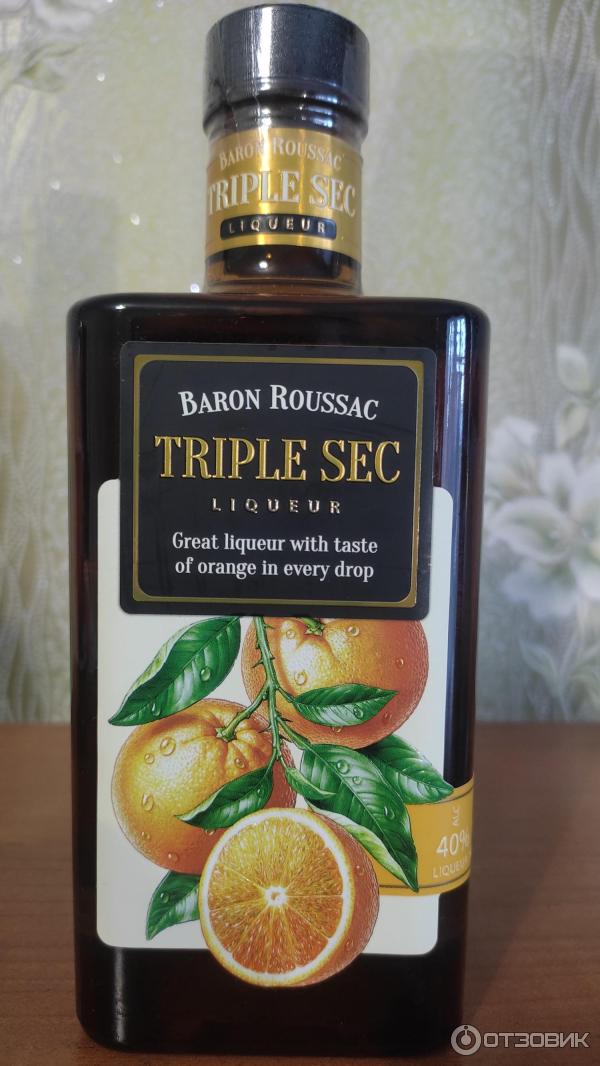 BARON ROUSSAC
TRIPLE SEC
LIQUEUR
BARON ROUSSAC
TRIPLE SEC
LIQUEUR
Great liqueur with taste
of orange in every drop
ALC
40%
LIQUEUR
ОТЗОВИК